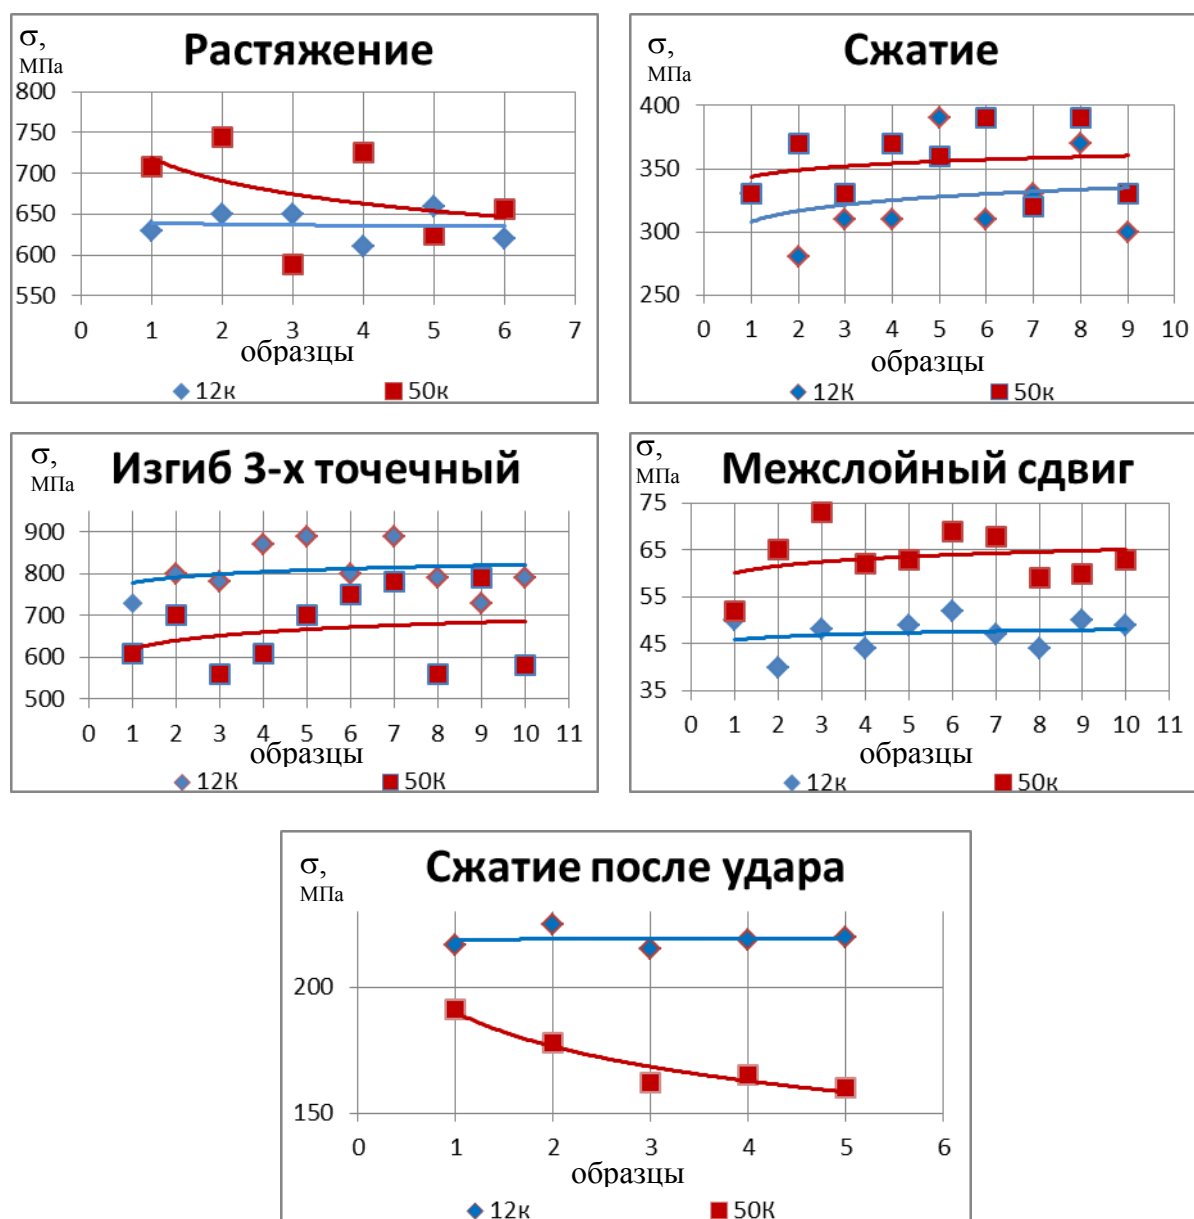 σ,
МПа
Растяжение
800
750
700
650
600
550
0 1 2 3 4 5 6 7
образцы
12к 50к
σ,
МПа
Сжатие
400
350
300
250
0 1 2 3 4 5 6 7 8 9 10
образцы
12К 50к
σ,
МПа
Изгиб 3-х точечный
900
800
700
600
500
0 1 2 3 4 5 6 7 8 9 10 11
образцы
12К 50К
σ,
МПа
Межслойный сдвиг
75
65
55
45
35
0 1 2 3 4 5 6 7 8 9 10 11
образцы
12к 50К
σ,
МПа
Сжатие после удара
200
150
0 1 2 3 4 5 6
образцы
12к 50К